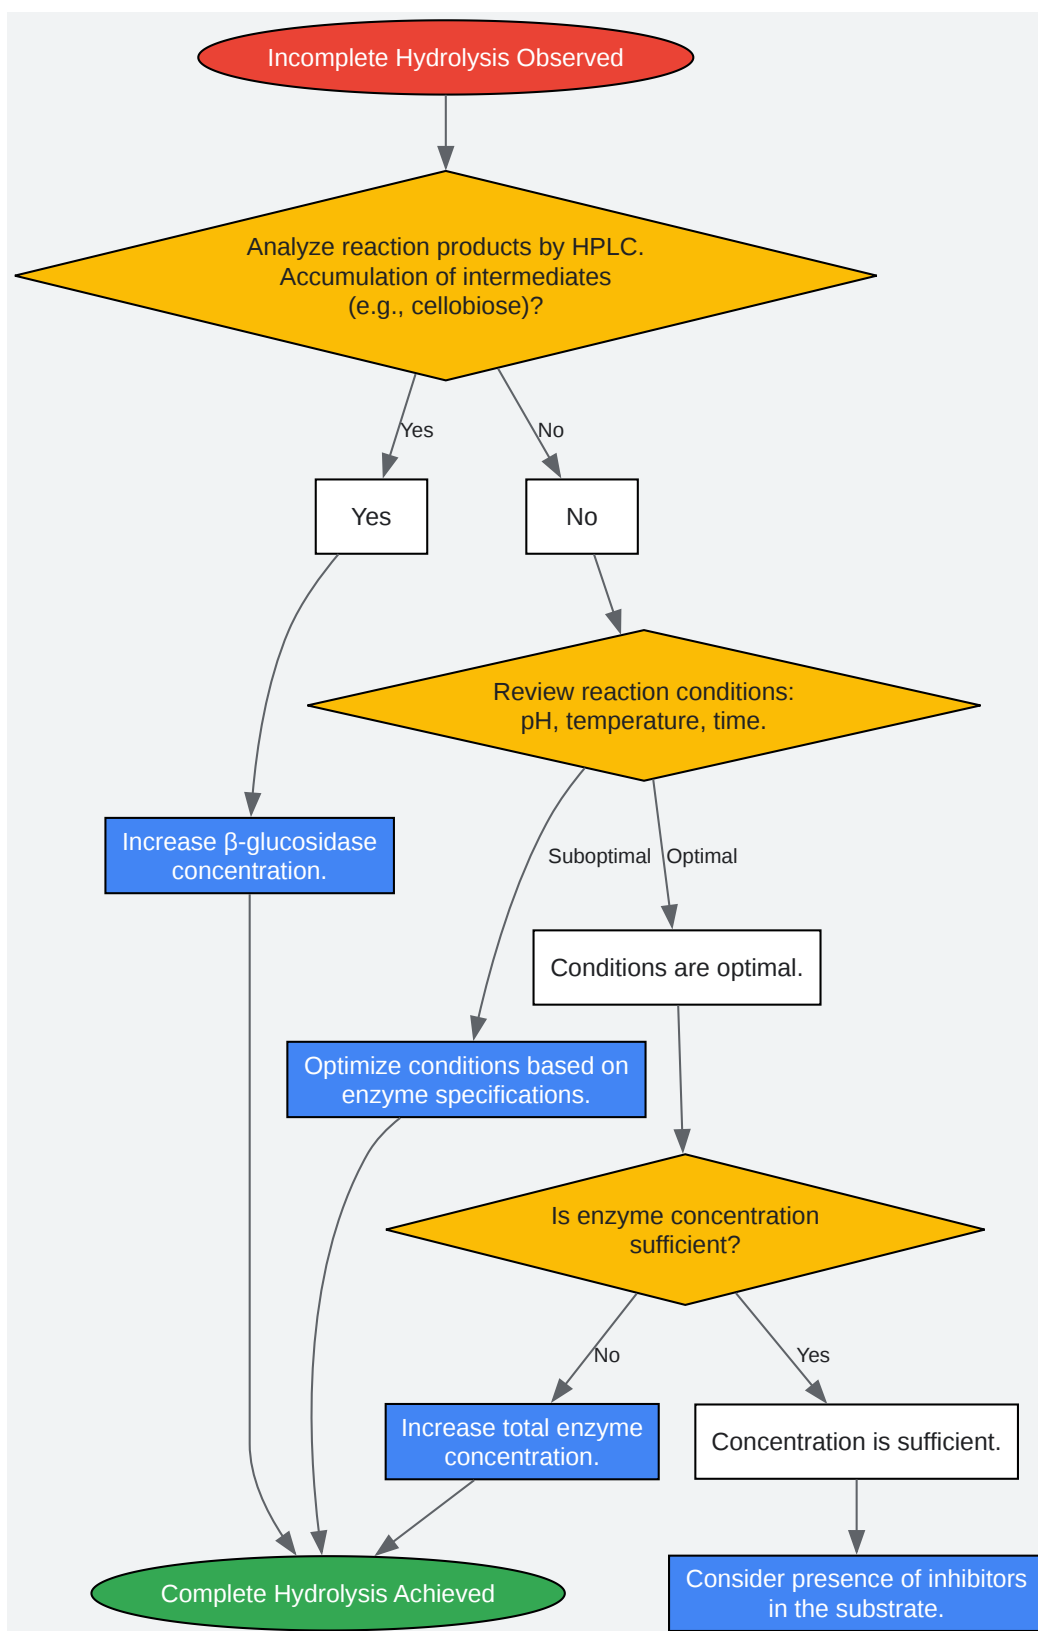 Incomplete Hydrolysis Observed
Analyze reaction products by HPLC.
Accumulation of intermediates
(e.g., cellobiose)?
Yes
No
Yes
No
Review reaction conditions:
pH, temperature, time.
Increase β-glucosidase
concentration.
Suboptimal
Optimal
Conditions are optimal.
Optimize conditions based on
enzyme specifications.
Is enzyme concentration
sufficient?
No
Yes
Increase total enzyme
concentration.
Concentration is sufficient.
Complete Hydrolysis Achieved
Consider presence of inhibitors
in the substrate.